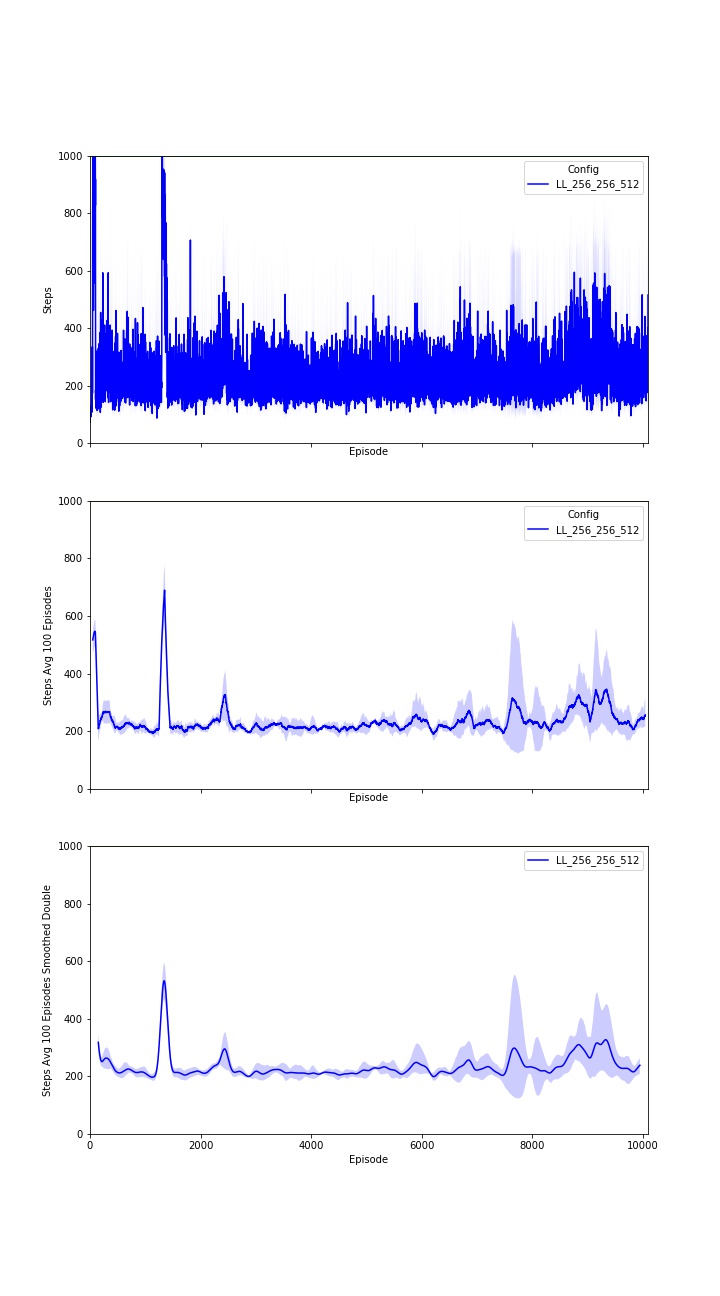 1000
Config
LL_256_256_512
800
600
Steps
400
200
0
Episode
1000
Config
LL_256_256_512
800
600
Steps Avg 100 Episodes
400
200
0
Episode
1000
LL_256_256_512
800
600
Steps Avg 100 Episodes Smoothed Double
400
200
0
0 2000 4000 6000 8000 10000
Episode